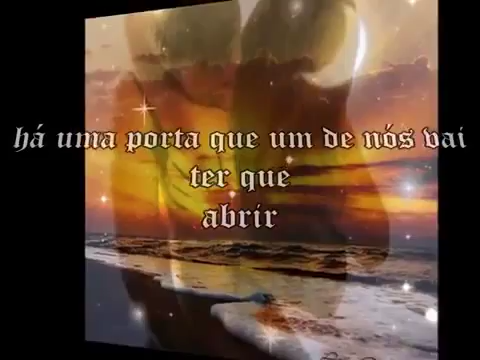 há uma porta que um de nós vai
ter que
abrir